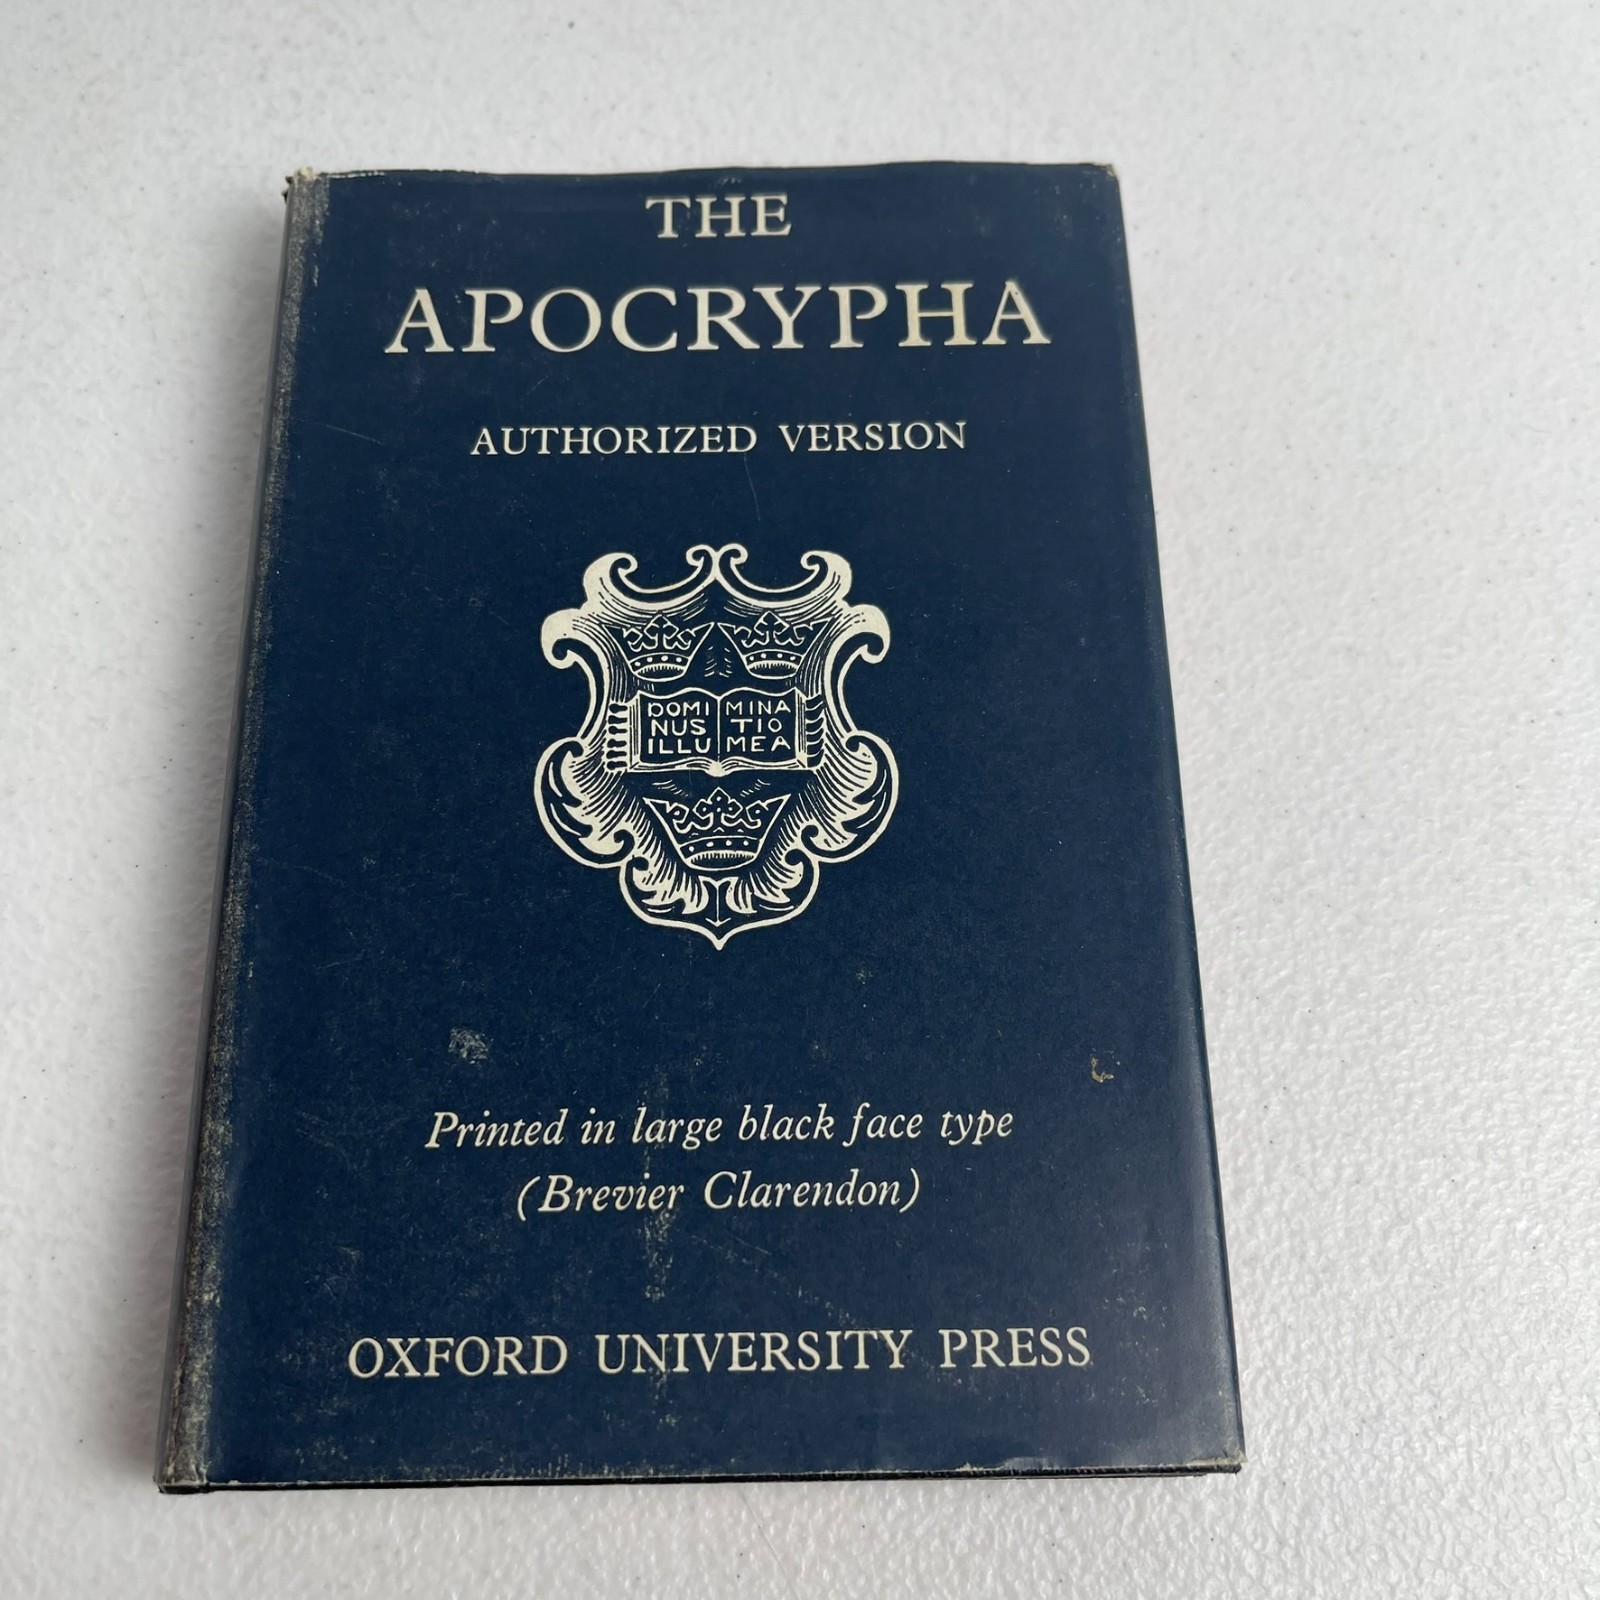 THE
APOCRYPHA
AUTHORIZED VERSION
DOMI MINA
NUS TIO
ILLU MEA
Printed in large black face type
(Brevier Clarendon)
OXFORD UNIVERSITY PRESS